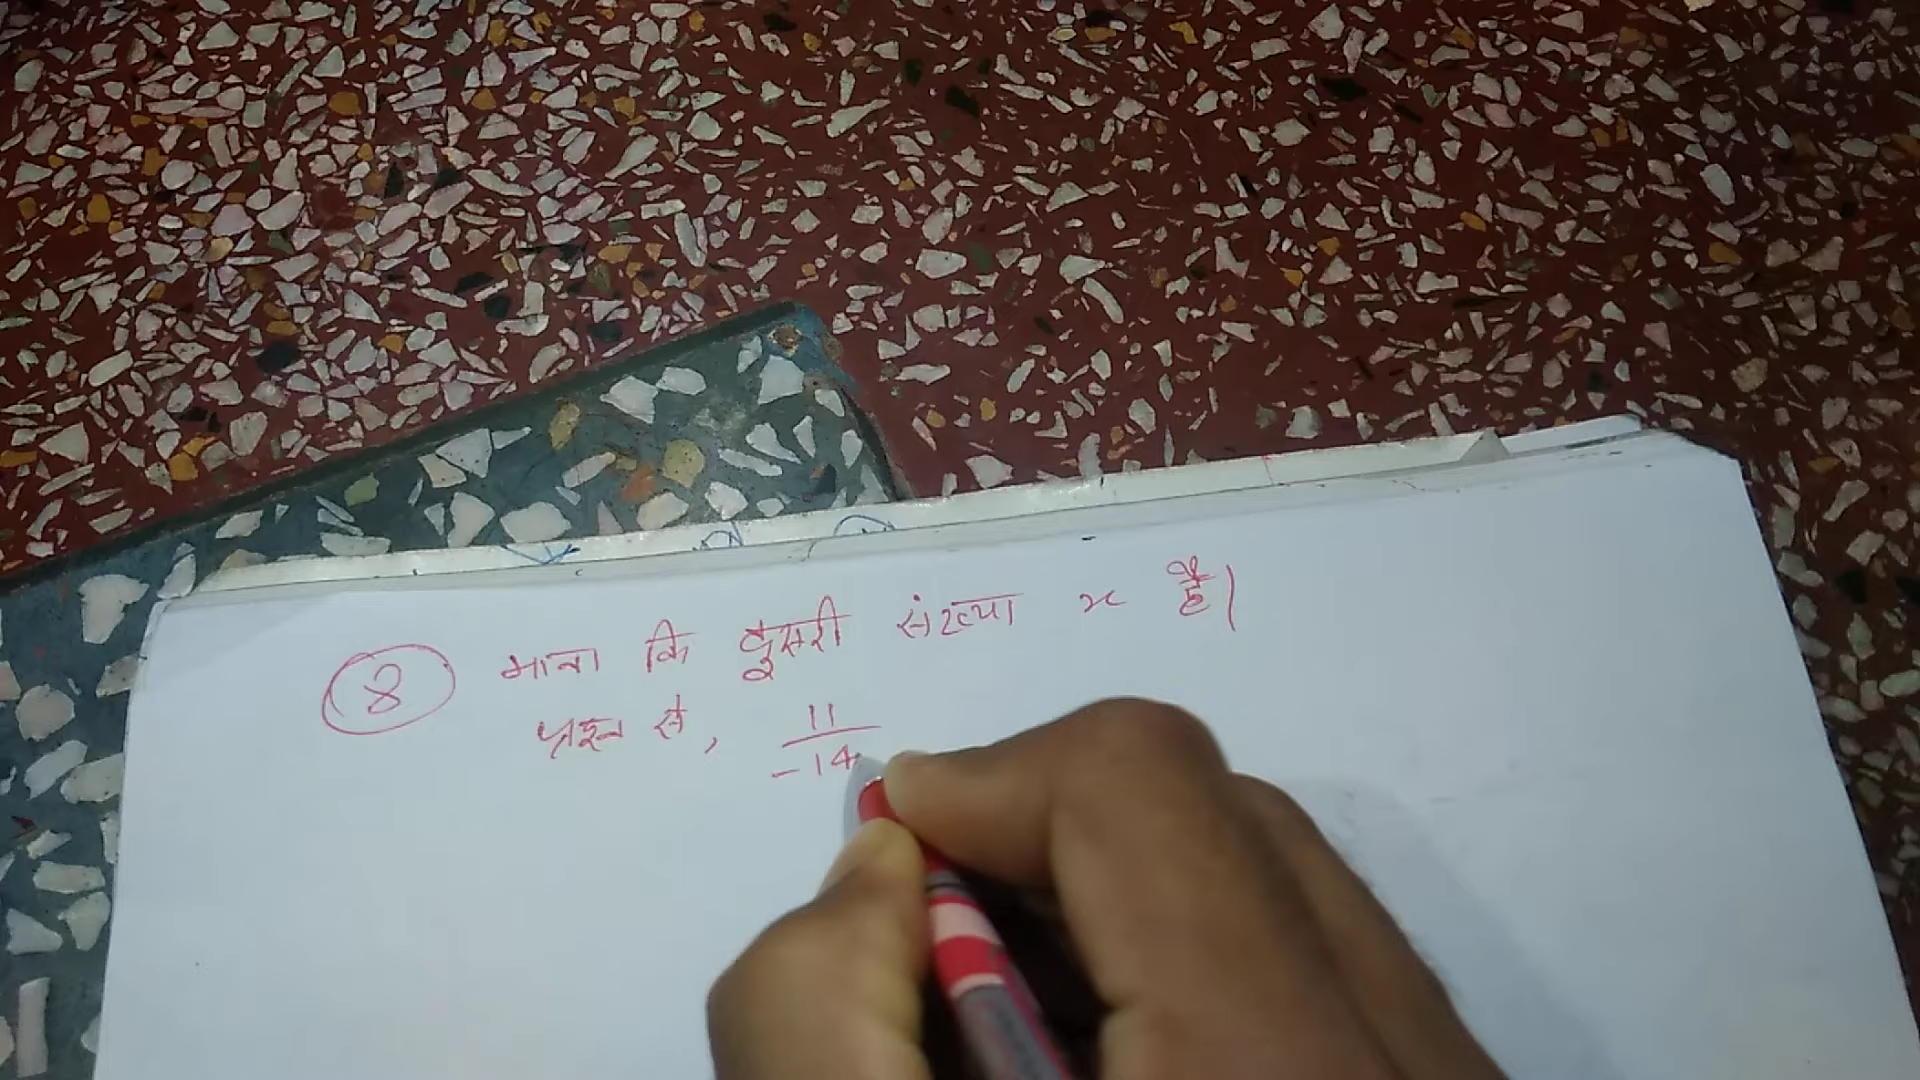 8 माना कि दूसरी संख्या x है।
प्रश्न से, 11/-14